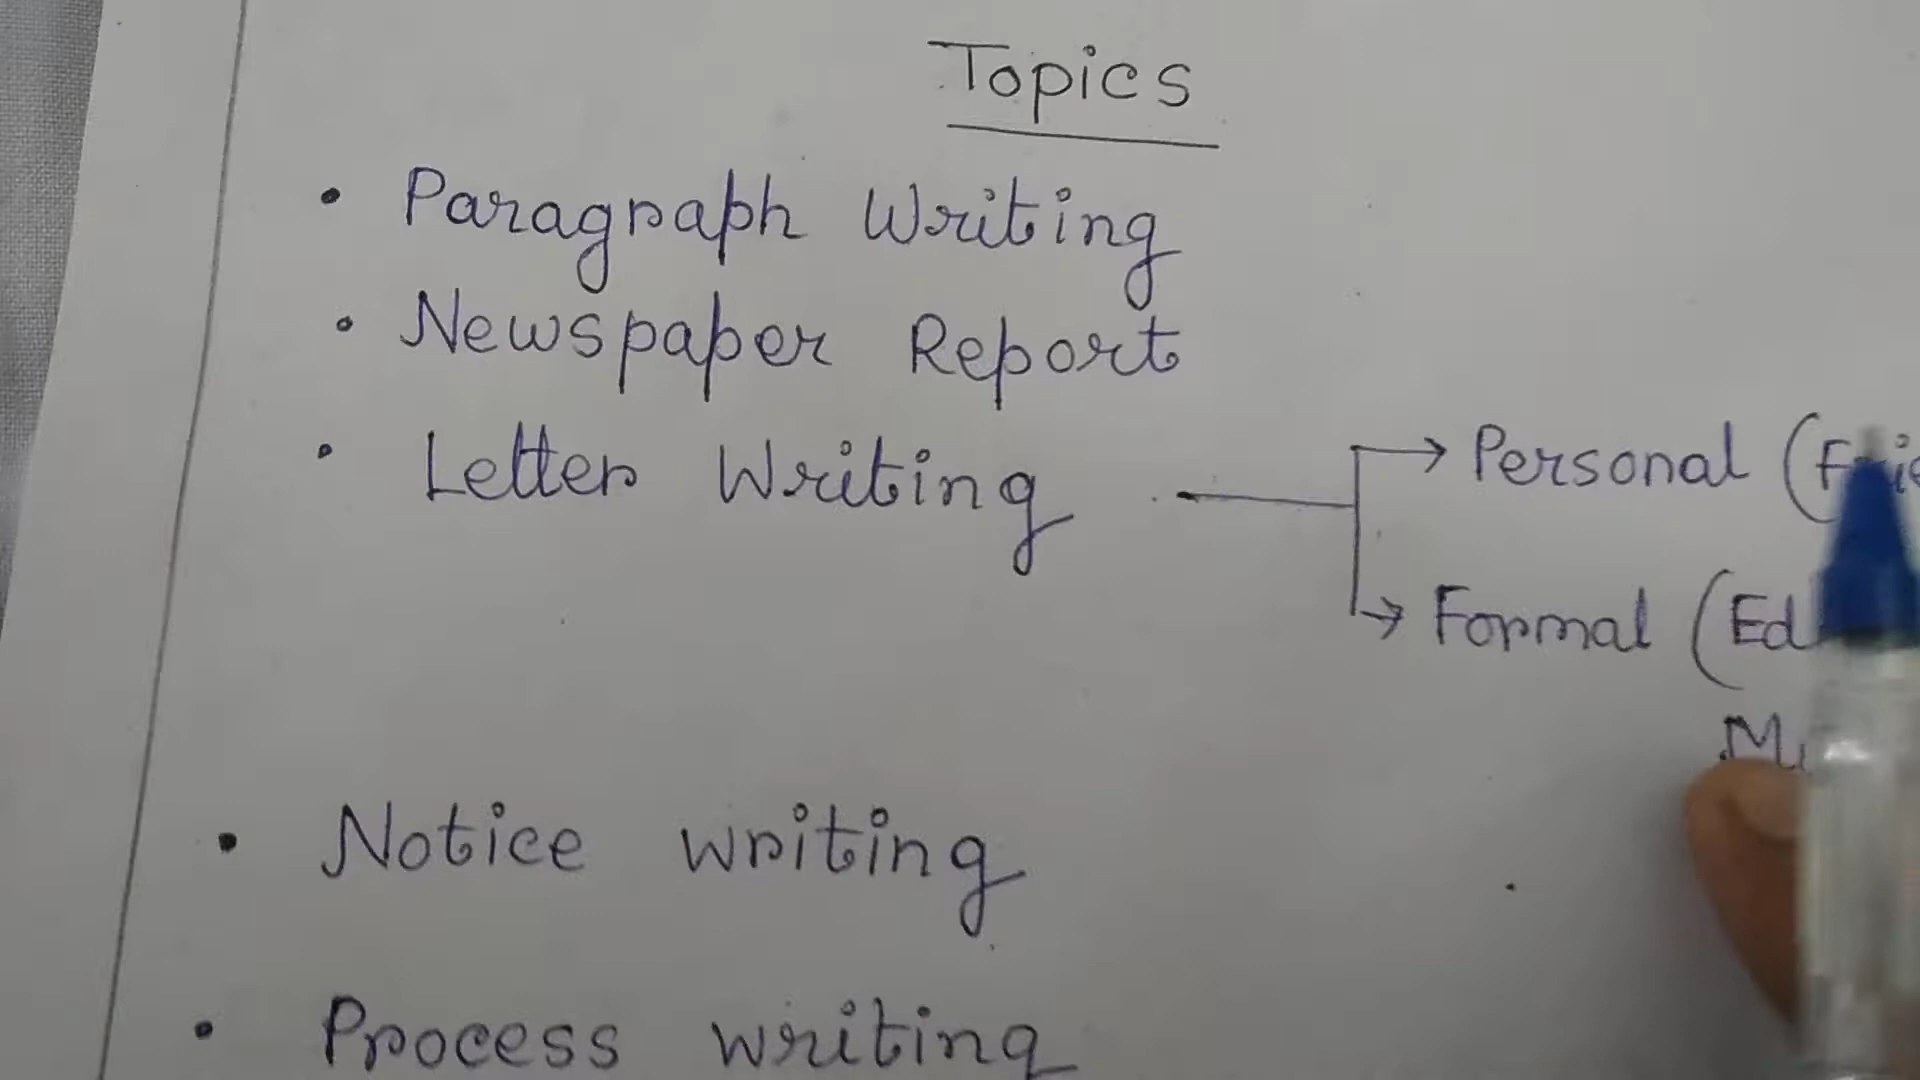 Topics
• Paragraph Writing
• Newspaper Report
• Letter Writing → Personal
→ Formal
• Notice writing
• Process writing